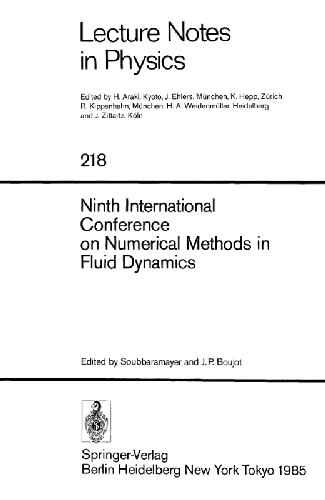 Lecture Notes
in Physics
Edited by H. Araki, Kyoto, J. Ehlers, München, K. Hepp, Zürich
R. Kippenhahn, München, H. A. Weidenmüller, Heidelberg
and J. Zittartz, Köln
218
Ninth International
Conference
on Numerical Methods in
Fluid Dynamics
Edited by Soubbaramayer and J. P. Boujot
Springer-Verlag
Berlin Heidelberg New York Tokyo 1985